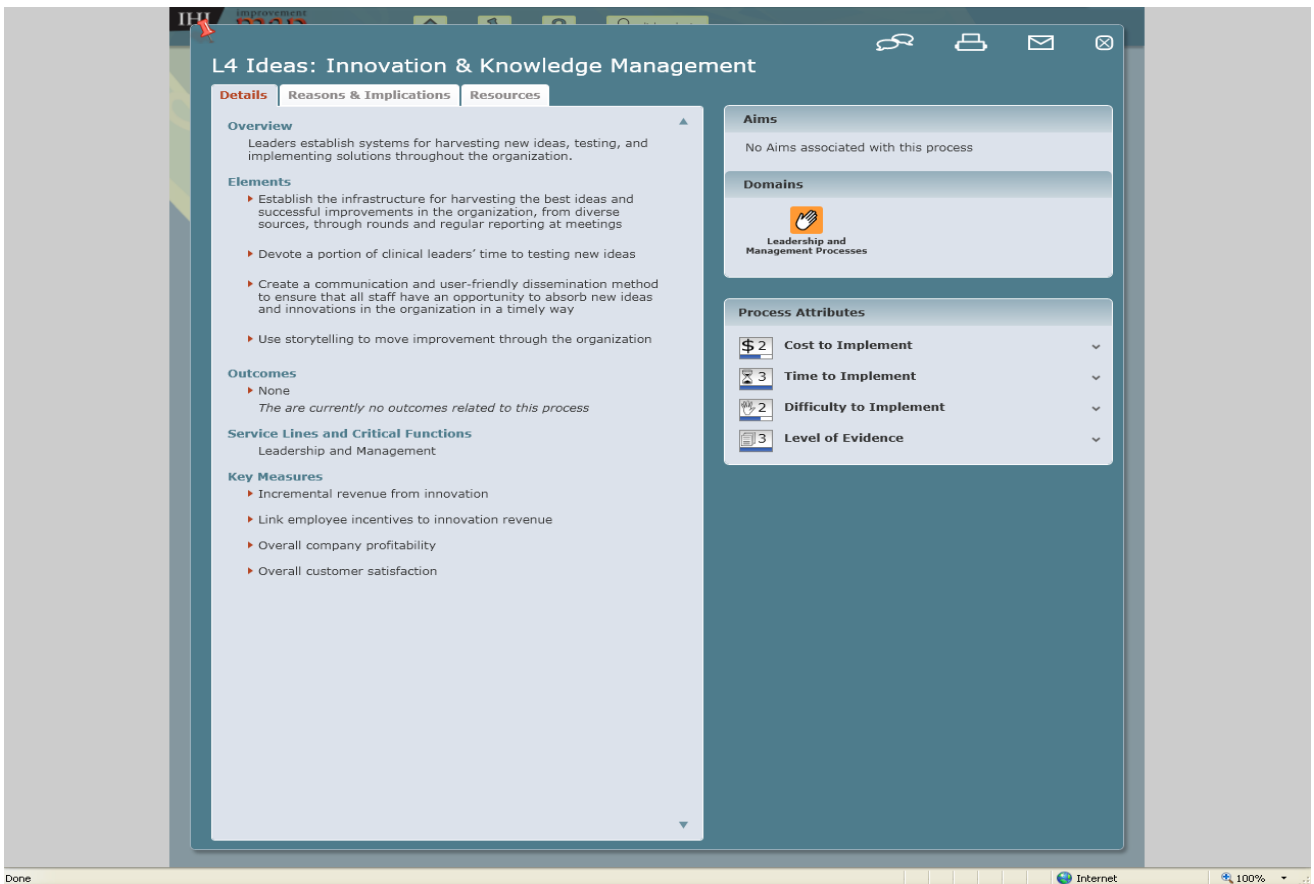 IHI
improvement
map
L4 Ideas: Innovation & Knowledge Management
Details
Reasons & Implications
Resources
Overview
Leaders establish systems for harvesting new ideas, testing, and
implementing solutions throughout the organization.
Elements
Establish the infrastructure for harvesting the best ideas and
successful improvements in the organization, from diverse
sources, through rounds and regular reporting at meetings
Devote a portion of clinical leaders' time to testing new ideas
Create a communication and user-friendly dissemination method
to ensure that all staff have an opportunity to absorb new ideas
and innovations in the organization in a timely way
Use storytelling to move improvement through the organization
Outcomes
None
The are currently no outcomes related to this process
Service Lines and Critical Functions
Leadership and Management
Key Measures
Incremental revenue from innovation
Link employee incentives to innovation revenue
Overall company profitability
Overall customer satisfaction
Aims
No Aims associated with this process
Domains
Leadership and
Management Processes
Process Attributes
$ 2 Cost to Implement
3 Time to Implement
2 Difficulty to Implement
3 Level of Evidence
Done
Internet
100%